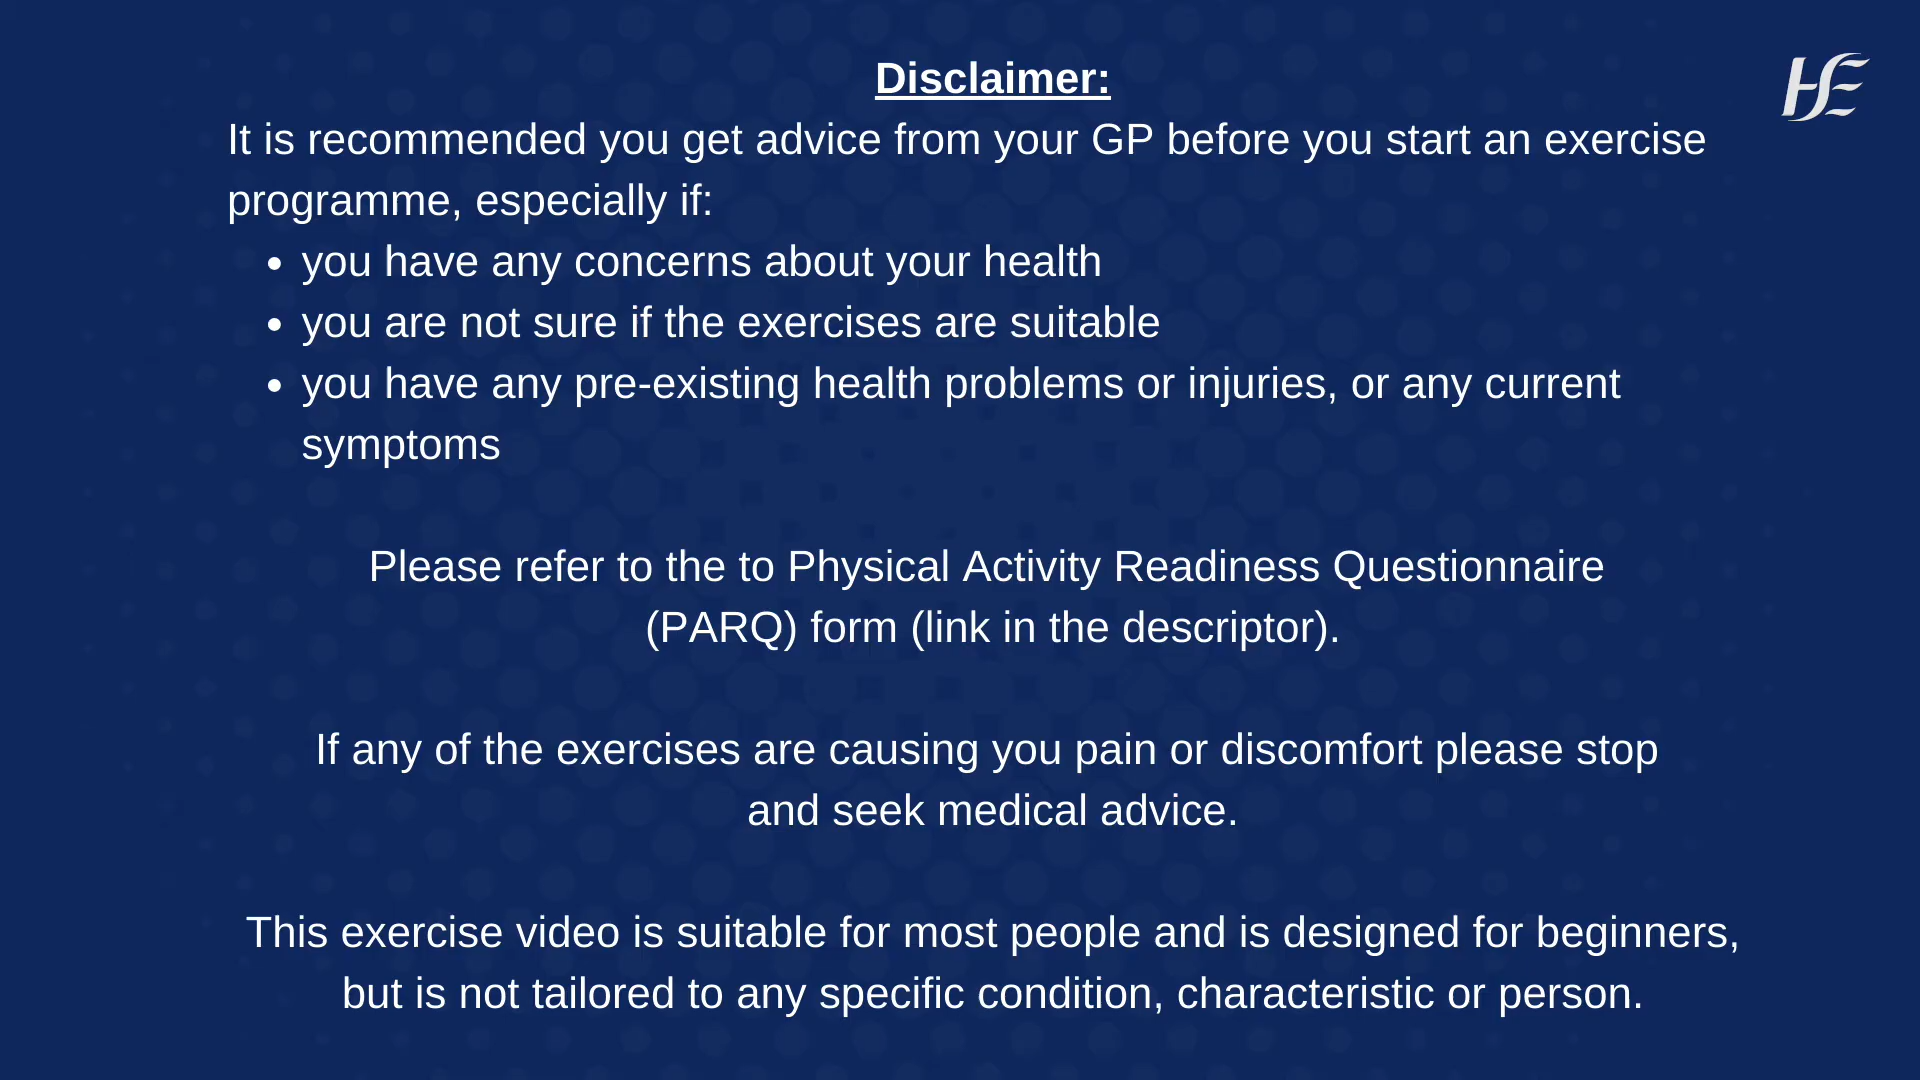 Disclaimer:
HSE
It is recommended you get advice from your GP before you start an exercise
programme, especially if:
• you have any concerns about your health
• you are not sure if the exercises are suitable
• you have any pre-existing health problems or injuries, or any current
symptoms
Please refer to the to Physical Activity Readiness Questionnaire
(PARQ) form (link in the descriptor).
If any of the exercises are causing you pain or discomfort please stop
and seek medical advice.
This exercise video is suitable for most people and is designed for beginners,
but is not tailored to any specific condition, characteristic or person.